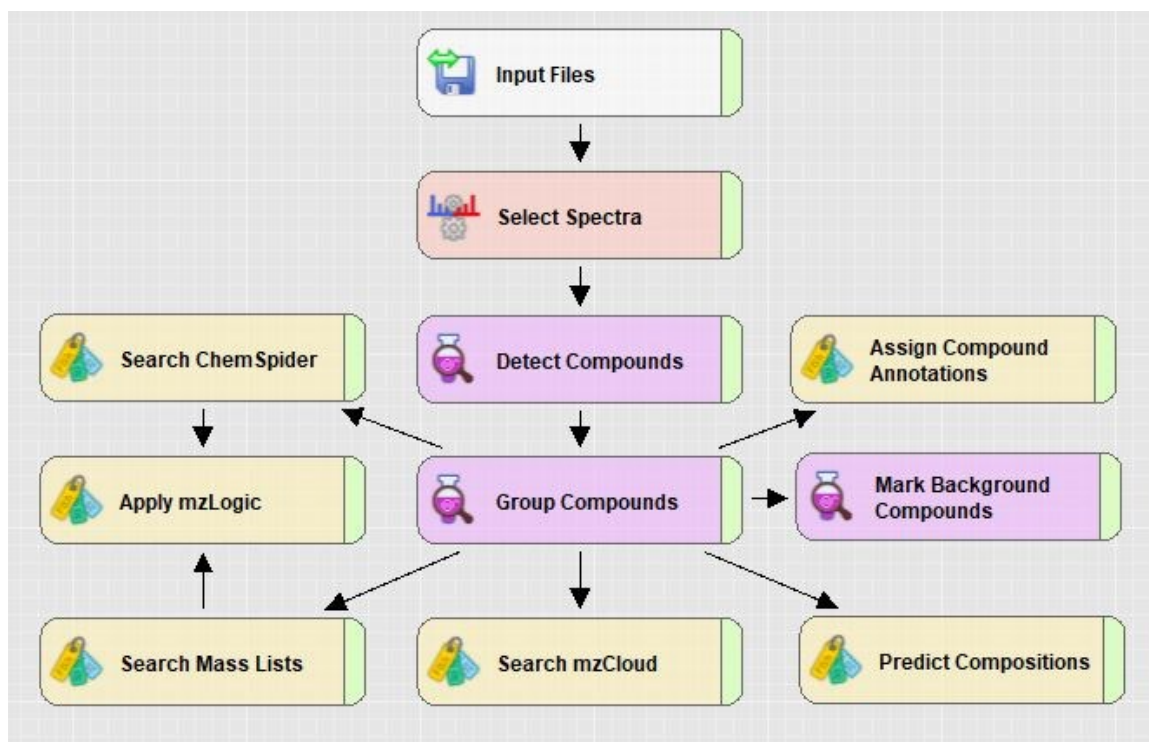 Input Files
Select Spectra
Search ChemSpider
Detect Compounds
Assign Compound
Annotations
Apply mzLogic
Group Compounds
Mark Background
Compounds
Search Mass Lists
Search mzCloud
Predict Compositions